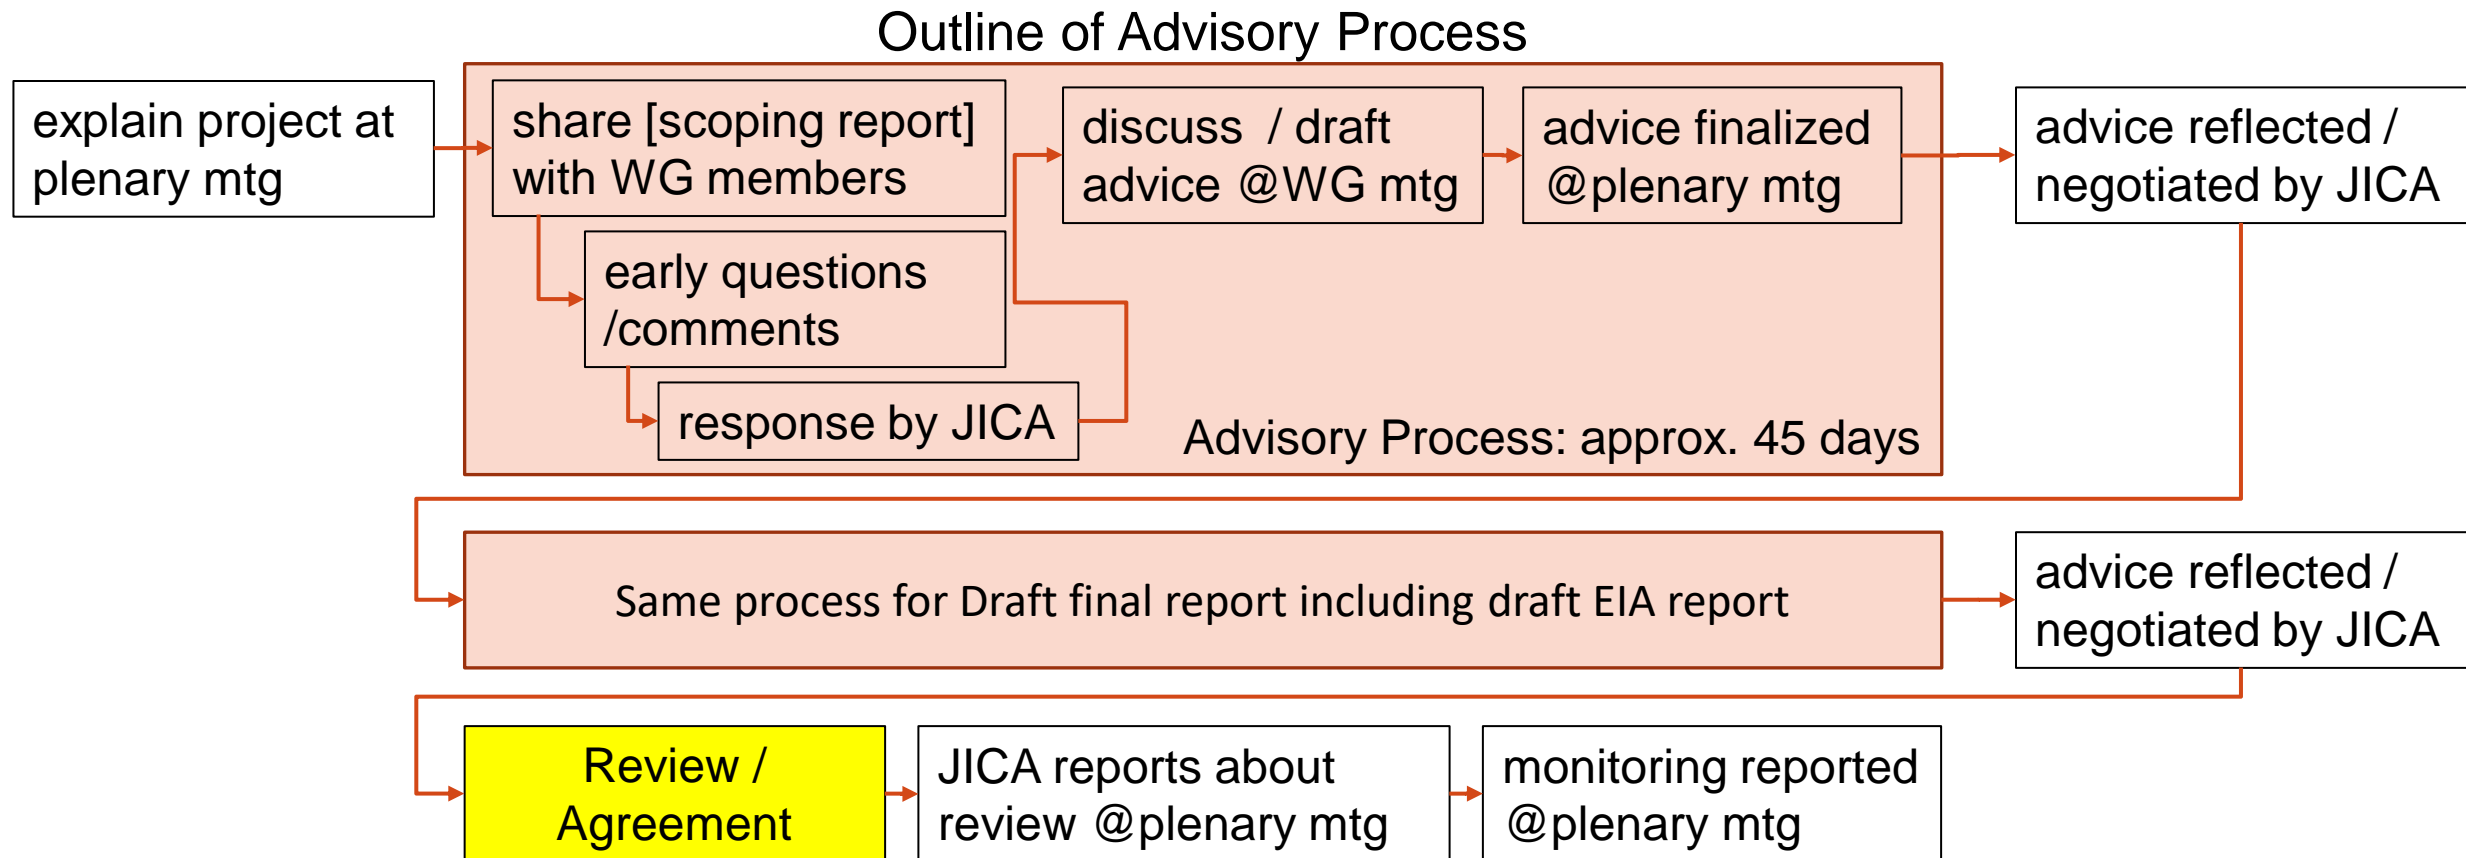 Outline of Advisory Process
explain project at
plenary mtg
share [scoping report]
with WG members
early questions
/comments
response by JICA
discuss / draft
advice @WG mtg
advice finalized
@plenary mtg
Advisory Process: approx. 45 days
advice reflected /
negotiated by JICA
Same process for Draft final report including draft EIA report
advice reflected /
negotiated by JICA
Review /
Agreement
JICA reports about
review @plenary mtg
monitoring reported
@plenary mtg